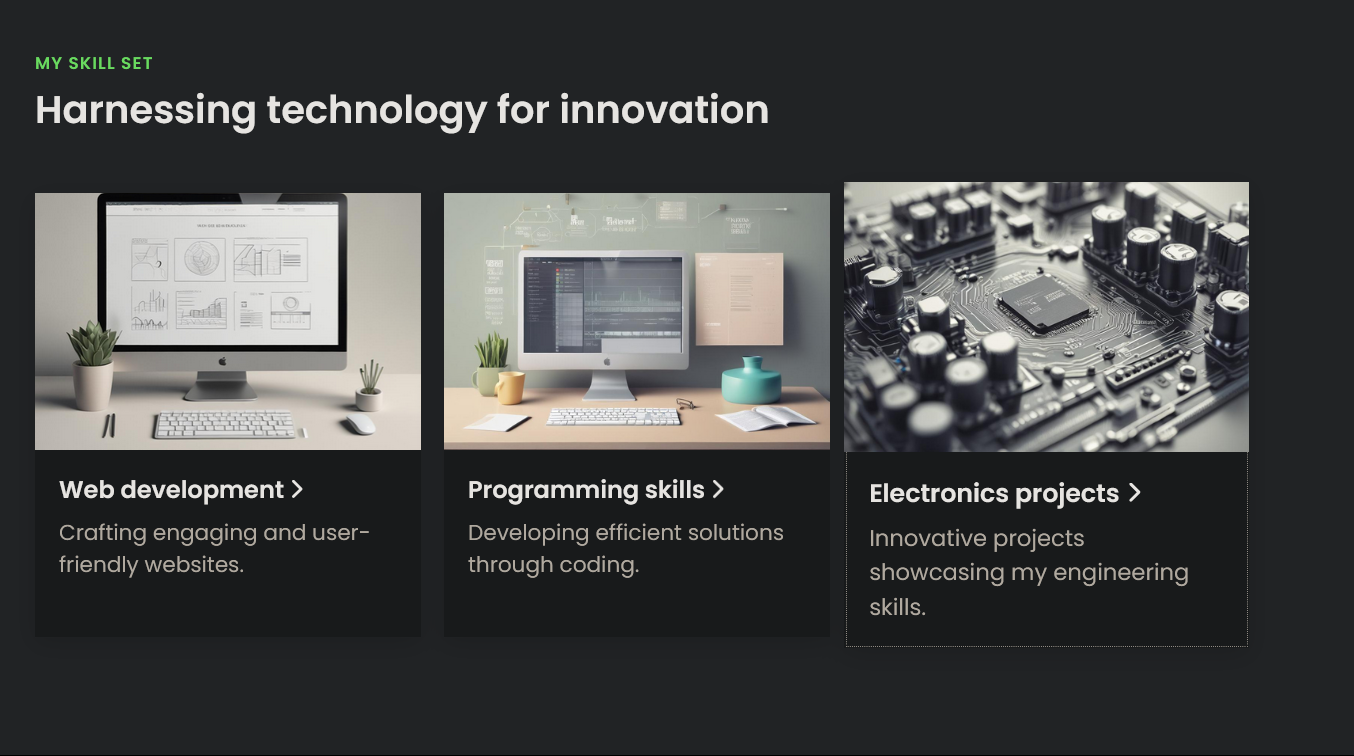 MY SKILL SET
Harnessing technology for innovation
Web development
Crafting engaging and user-
friendly websites.
Programming skills
Developing efficient solutions
through coding.
Electronics projects
Innovative projects
showcasing my engineering
skills.